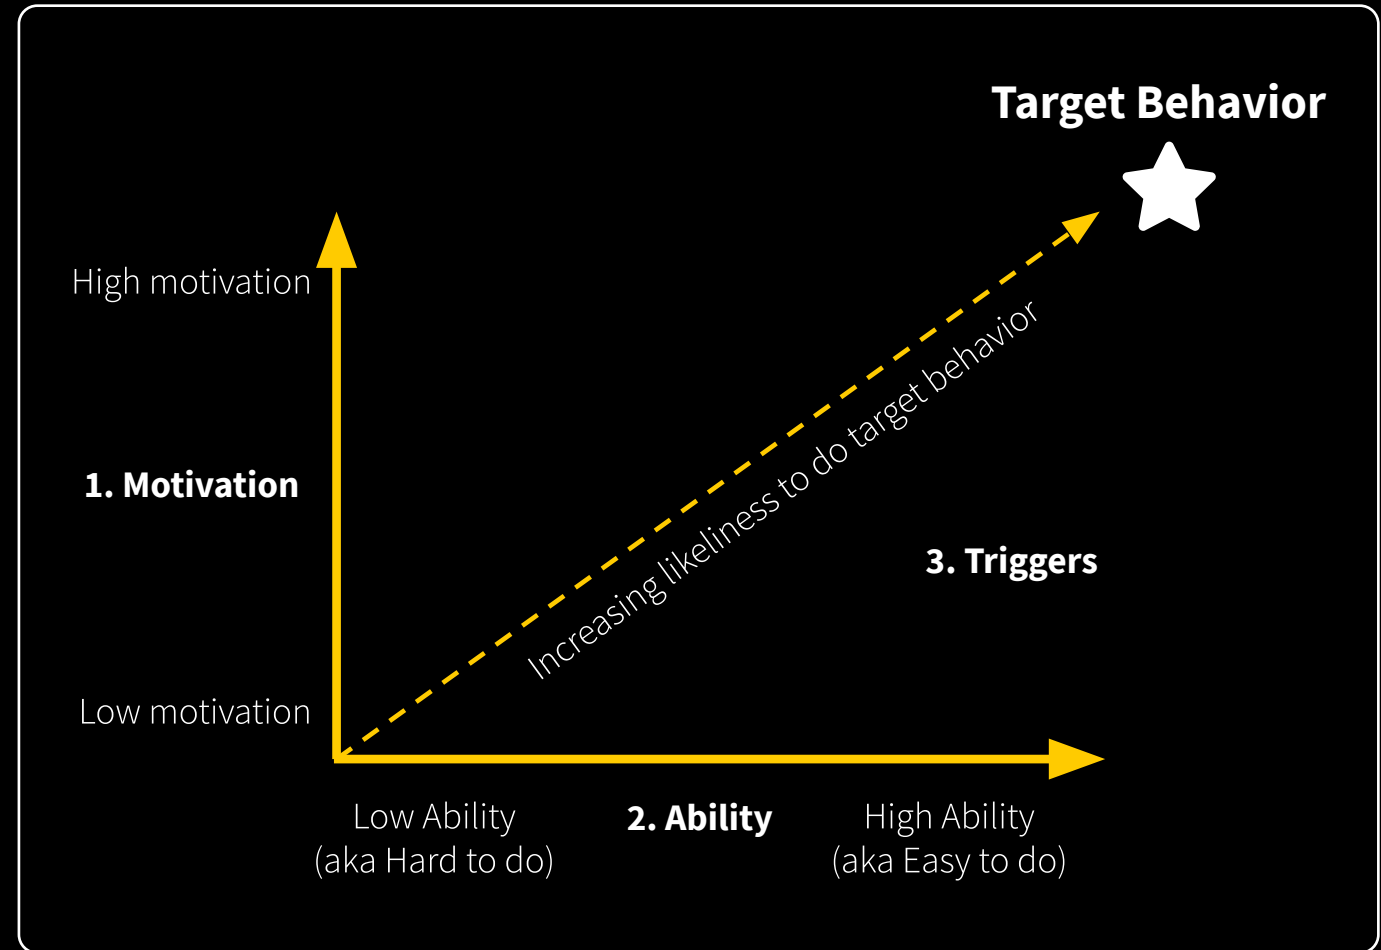 Target Behavior
High motivation
1. Motivation
Increasing likeliness to do target behavior
3. Triggers
Low motivation
Low Ability
(aka Hard to do)
2. Ability
High Ability
(aka Easy to do)